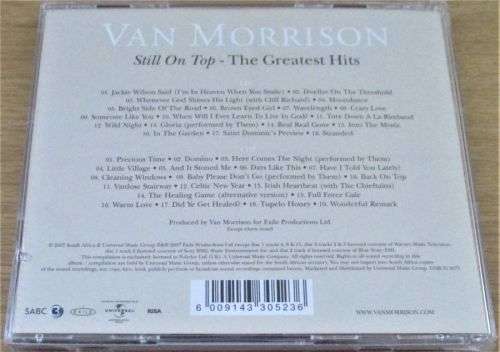 VAN MORRISON
Still On Top - The Greatest Hits
01. Jackie Wilson Said (I'm In Heaven When You Smile) • 02. Dweller On The Threshold
03. Whenever God Shines His Light (with Cliff Richard) • 04. Moondance
05. Bright Side Of The Road • 06. Brown Eyed Girl • 07. Wavelength • 08. Crazy Love
09. Someone Like You • 10. When Will I Ever Learn To Live In God? • 11. Tore Down A La Rimbaud
12. Wild Night • 13. Gloria (performed by Them) • 14. Real Real Gone • 15. Into The Mystic
16. In The Garden • 17. Saint Dominic's Preview • 18. Stranded
01. Precious Time • 02. Domino • 03. Here Comes The Night (performed by Them)
04. Little Village • 05. And It Stoned Me • 06. Days Like This • 07. Have I Told You Lately?
08. Cleaning Windows • 09. Baby Please Don't Go (performed by Them) • 10. Back On Top
11. Vanlose Stairway • 12. Celtic New Year • 13. Irish Heartbeat (with The Chieftains)
14. The Healing Game (alternative version) • 15. Full Force Gale
16. Warm Love • 17. Did Ye Get Healed? • 18. Tupelo Honey • 19. Wonderful Remark
Produced by Van Morrison for Exile Productions Ltd
SABC 3
EXILE
UNIVERSAL
RISA
6 009143 305236
WWW.VANMORRISON.COM